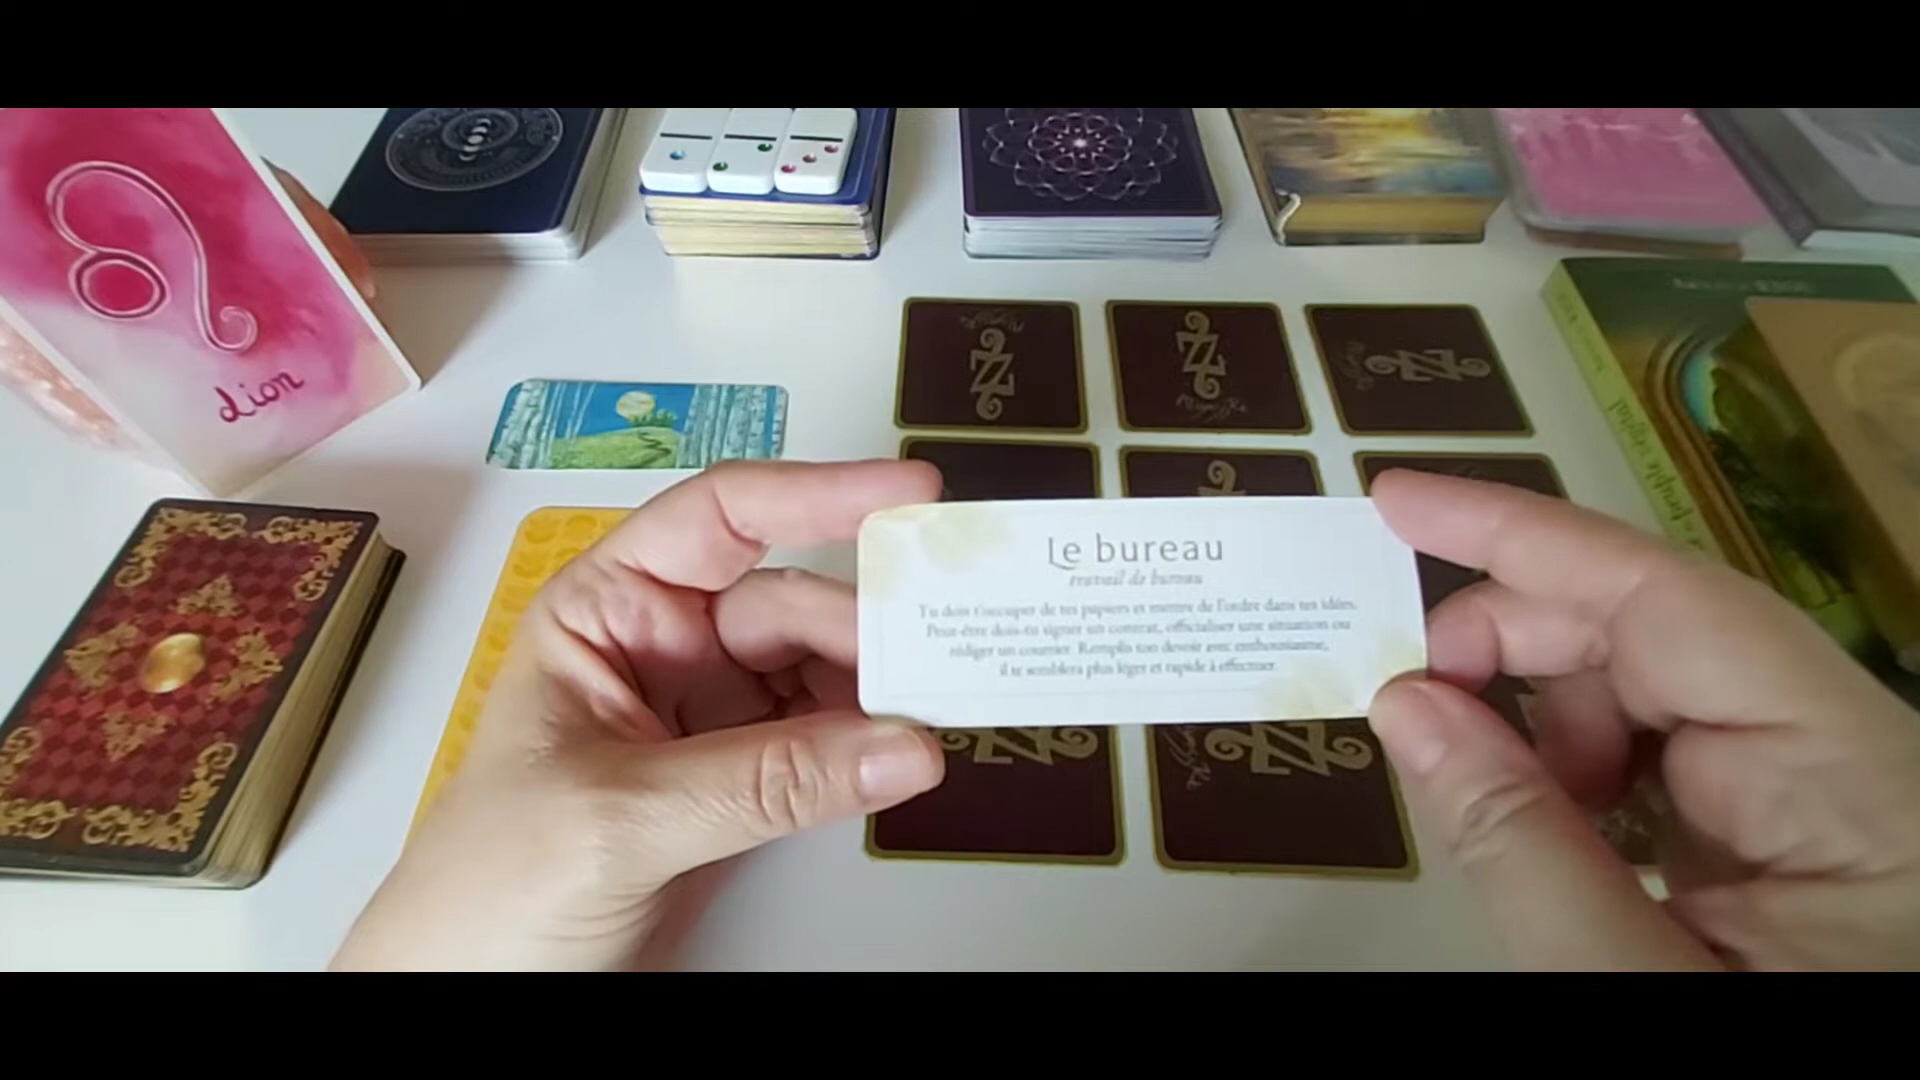 Lion
Le bureau
travail de bureau
Tu dois t'occuper de tes papiers et mettre de l'ordre dans tes idées.
Peut-être dois-tu signer un contrat, officialiser une situation ou
rédiger un courrier. Remplis ton devoir avec enthousiasme,
il te semblera plus léger et rapide à effectuer.